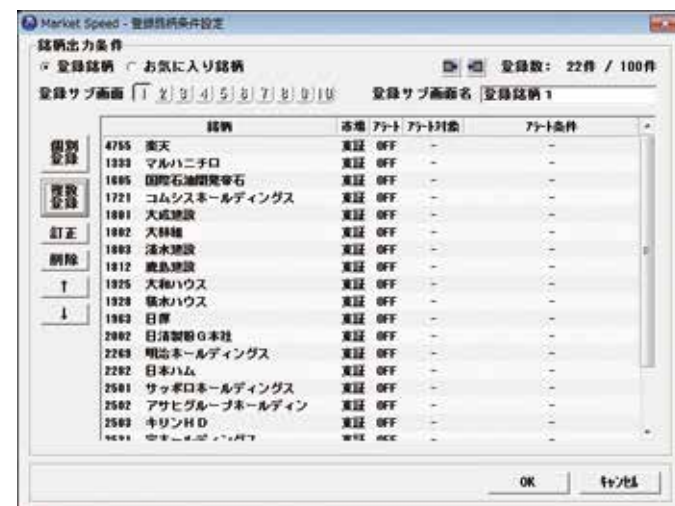 Market Speed - 登録銘柄条件設定
銘柄出力条件
登録銘柄 お気に入り銘柄 登録数: 22件 / 100件
登録サブ画面 1 2 3 4 5 6 7 8 9 10 登録サブ画面名 登録銘柄 1
銘柄 市場 アラート アラート対象 アラート条件
個別登録
複数登録
訂正
削除
↑
↓
4755 楽天 東証 OFF - -
1333 マルハニチロ 東証 OFF - -
1605 国際石油開発帝石 東証 OFF - -
1721 コムシスホールディングス 東証 OFF - -
1801 大成建設 東証 OFF - -
1802 大林組 東証 OFF - -
1803 清水建設 東証 OFF - -
1812 鹿島建設 東証 OFF - -
1925 大和ハウス 東証 OFF - -
1928 積水ハウス 東証 OFF - -
1963 日揮 東証 OFF - -
2002 日清製粉G本社 東証 OFF - -
2269 明治ホールディングス 東証 OFF - -
2282 日本ハム 東証 OFF - -
2501 サッポロホールディングス 東証 OFF - -
2502 アサヒグループホールディン 東証 OFF - -
2503 キリンHD 東証 OFF - -
OK キャンセル